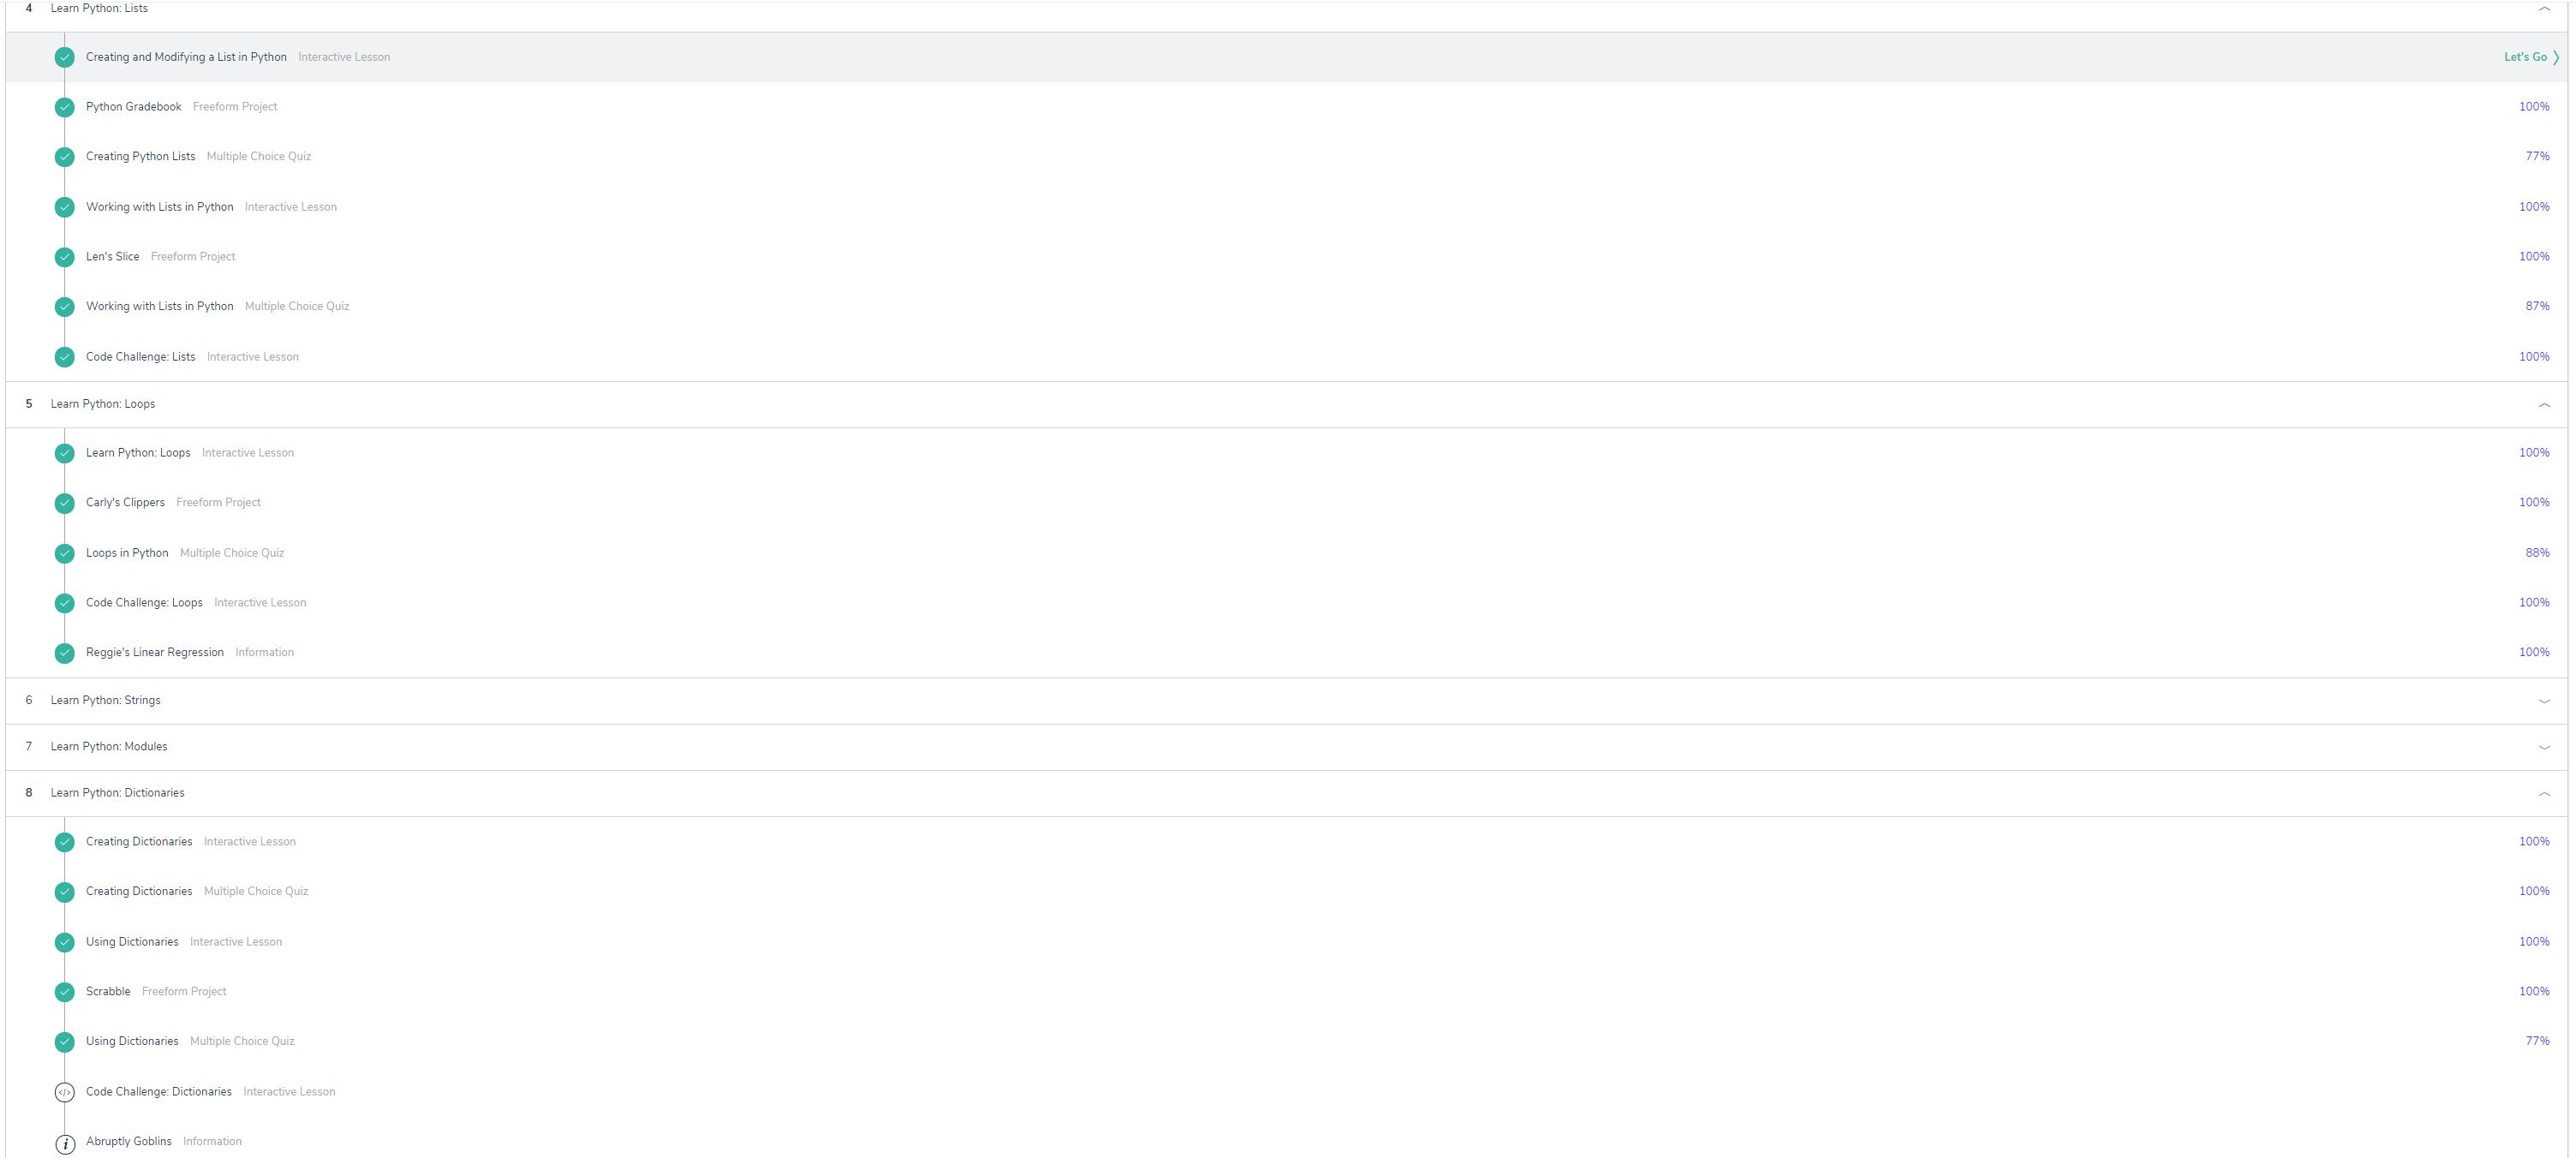 4 Learn Python: Lists
Creating and Modifying a List in Python Interactive Lesson Let's Go
Python Gradebook Freeform Project 100%
Creating Python Lists Multiple Choice Quiz 77%
Working with Lists in Python Interactive Lesson 100%
Len's Slice Freeform Project 100%
Working with Lists in Python Multiple Choice Quiz 87%
Code Challenge: Lists Interactive Lesson 100%
5 Learn Python: Loops
Learn Python: Loops Interactive Lesson 100%
Carly's Clippers Freeform Project 100%
Loops in Python Multiple Choice Quiz 88%
Code Challenge: Loops Interactive Lesson 100%
Reggie's Linear Regression Information 100%
6 Learn Python: Strings
7 Learn Python: Modules
8 Learn Python: Dictionaries
Creating Dictionaries Interactive Lesson 100%
Creating Dictionaries Multiple Choice Quiz 100%
Using Dictionaries Interactive Lesson 100%
Scrabble Freeform Project 100%
Using Dictionaries Multiple Choice Quiz 77%
Code Challenge: Dictionaries Interactive Lesson
Abruptly Goblins Information